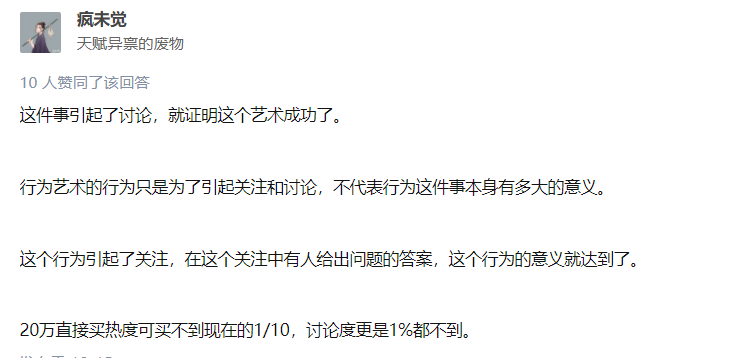 疯未觉
天赋异禀的废物
10 人赞同了该回答
这件事引起了讨论，就证明这个艺术成功了。
行为艺术的行为只是为了引起关注和讨论，不代表行为这件事本身有多大的意义。
这个行为引起了关注，在这个关注中有人给出问题的答案，这个行为的意义就达到了。
20万直接买热度可买不到现在的1/10，讨论度更是1%都不到。